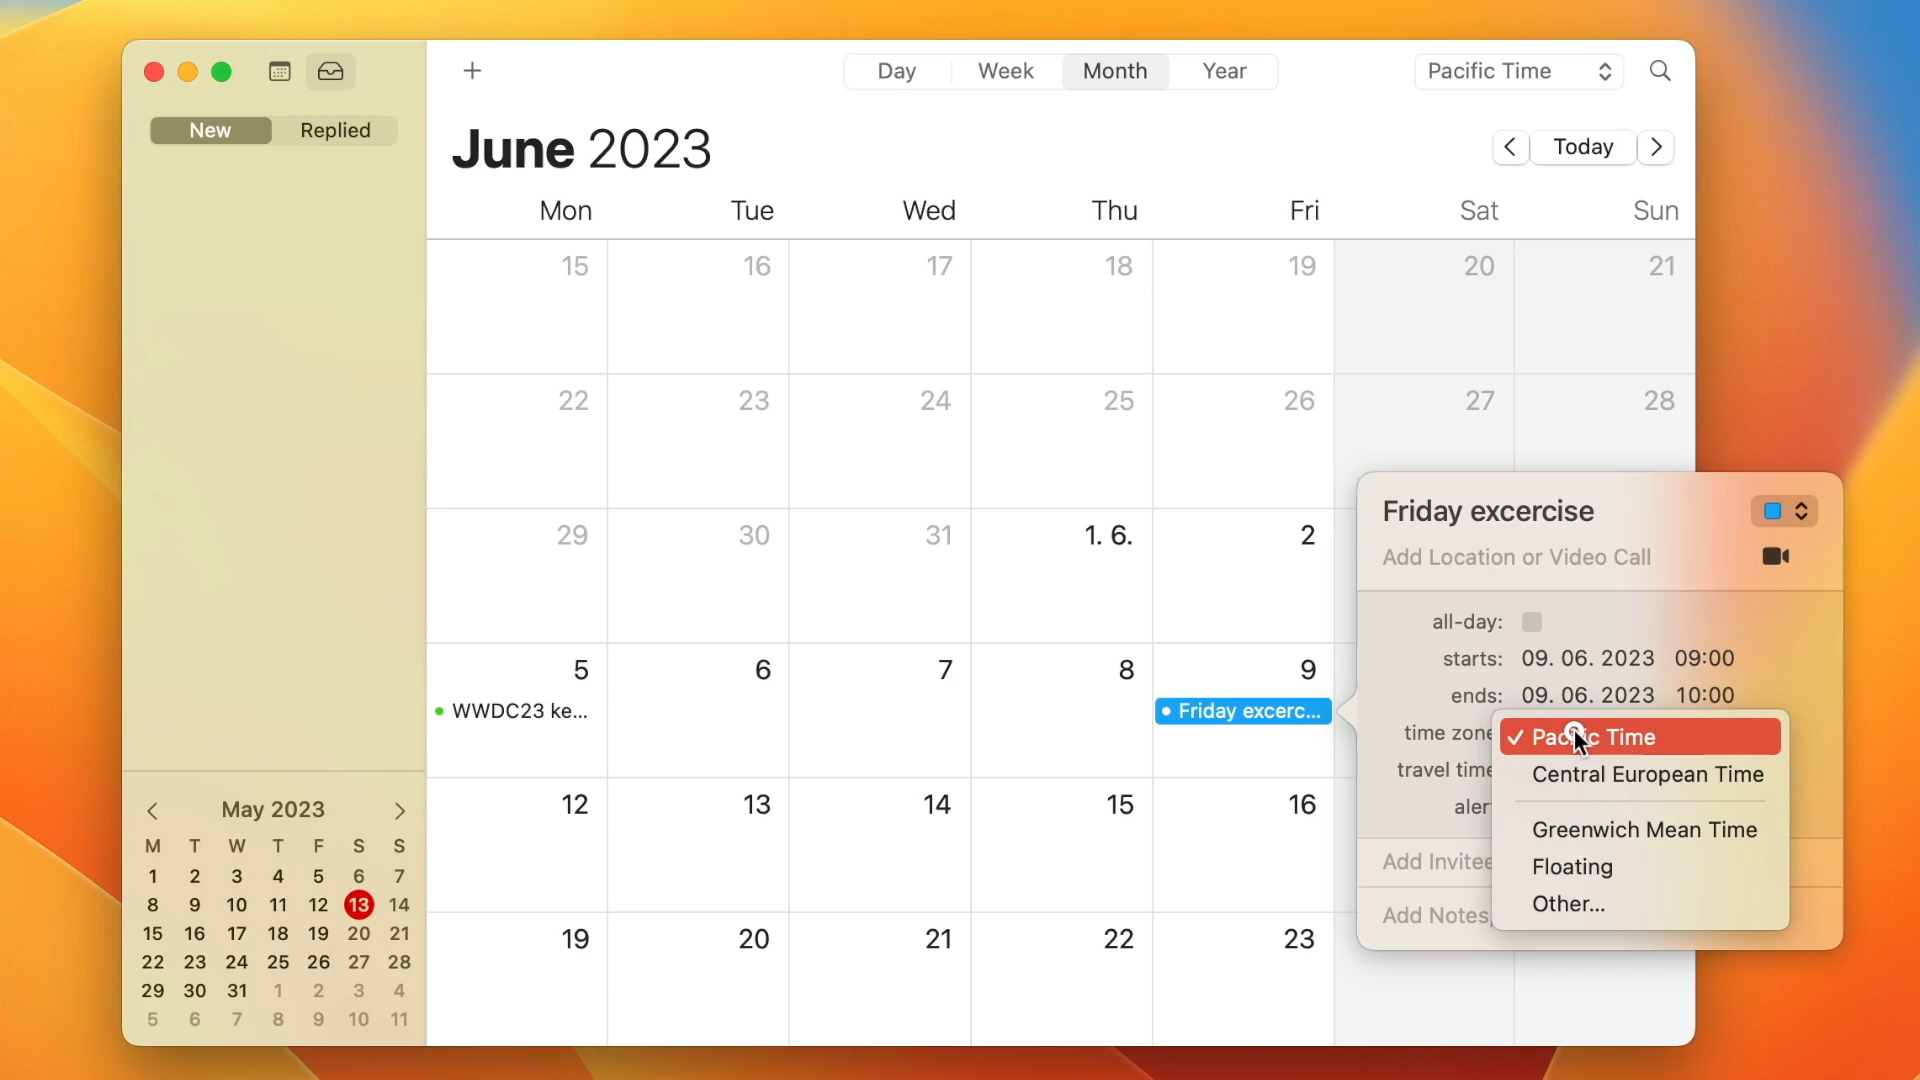 Day Week Month Year
Pacific Time
New Replied
June 2023
Today
Mon Tue Wed Thu Fri Sat Sun
15 16 17 18 19 20 21
22 23 24 25 26 27 28
29 30 31 1. 6. 2
5 6 7 8 9
WWDC23 ke...
Friday excerc...
12 13 14 15 16
19 20 21 22 23
May 2023
M T W T F S S
1 2 3 4 5 6 7
8 9 10 11 12 13 14
15 16 17 18 19 20 21
22 23 24 25 26 27 28
29 30 31 1 2 3 4
5 6 7 8 9 10 11
Friday excercise
Add Location or Video Call
all-day:
starts: 09. 06. 2023 09:00
ends: 09. 06. 2023 10:00
time zone
travel time
aler
Add Invitee
Add Notes,
Pacific Time
Central European Time
Greenwich Mean Time
Floating
Other...